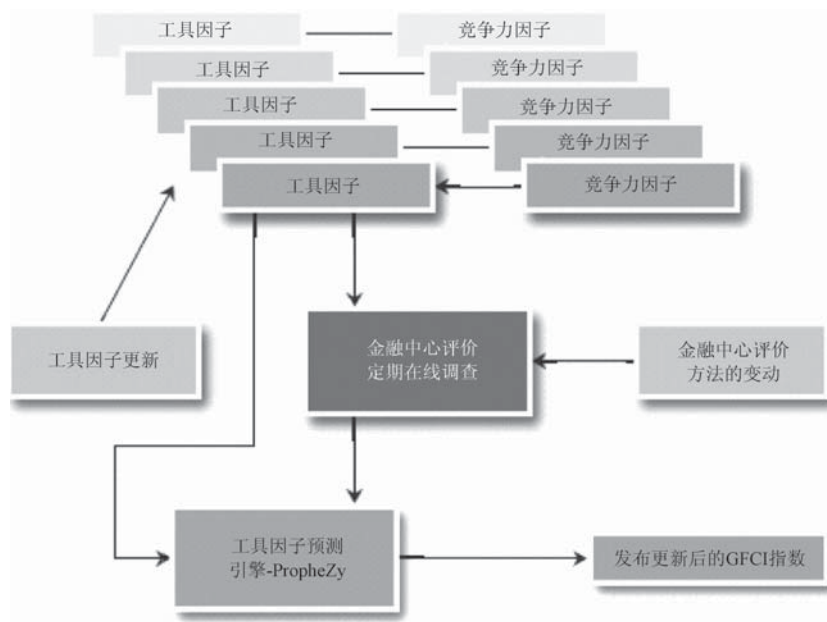 工具因子 竞争力因子
工具因子 竞争力因子
工具因子 竞争力因子
工具因子 竞争力因子
工具因子 竞争力因子
工具因子更新
金融中心评价
定期在线调查
金融中心评价
方法的变动
工具因子预测
引擎-PropheZy
发布更新后的GFCI指数